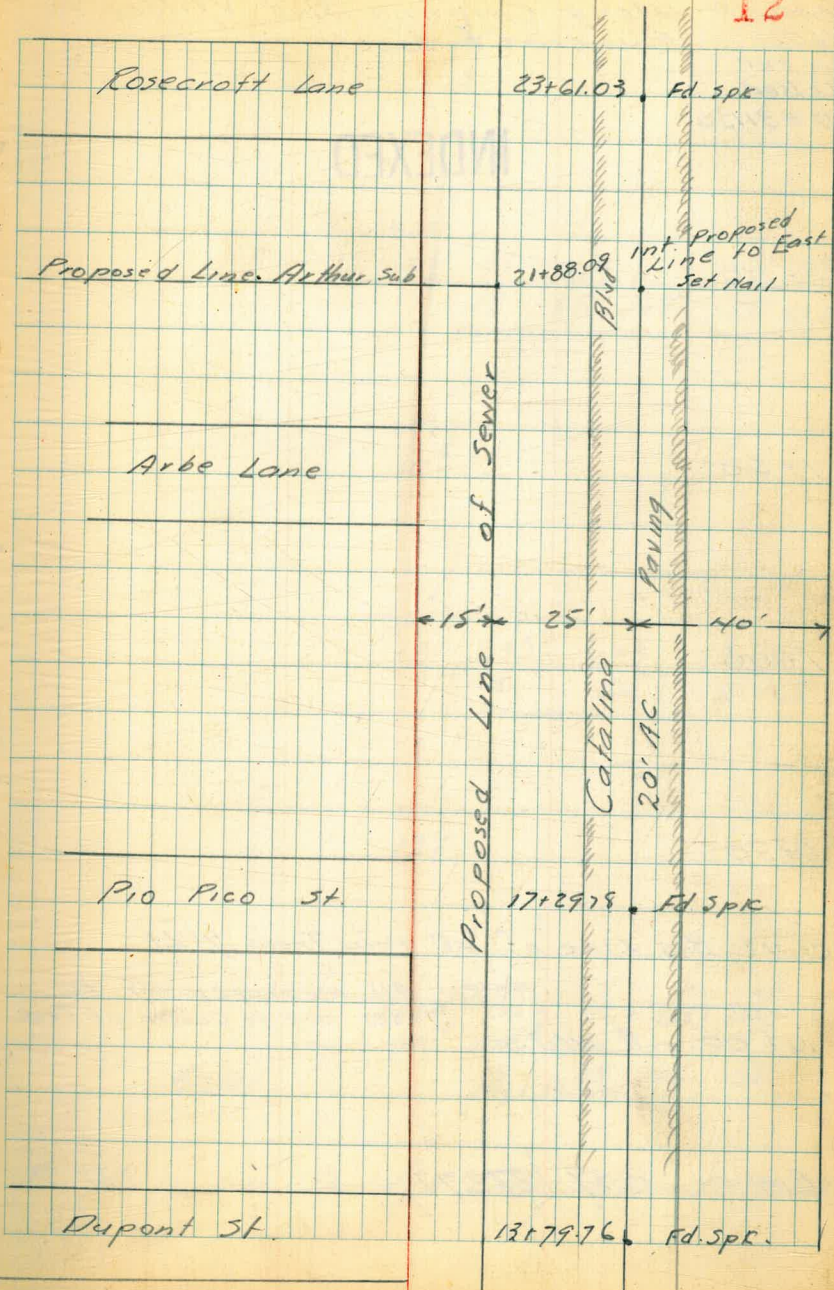 12
Rosecroft Lane 23+61.03 Fd. Spk
INDEXED
Proposed Line. Arthur Sub 21+88.09 Int. Proposed
Line to East
Set Nail
Arbe Lane
15' 25' 40'
Proposed Line of Sewer
Catalina Blvd
20' A.C. Paving
Pio Pico St. 17+29.78 Fd Spk
Dupont St. 13+79.76 Fd. Spk.